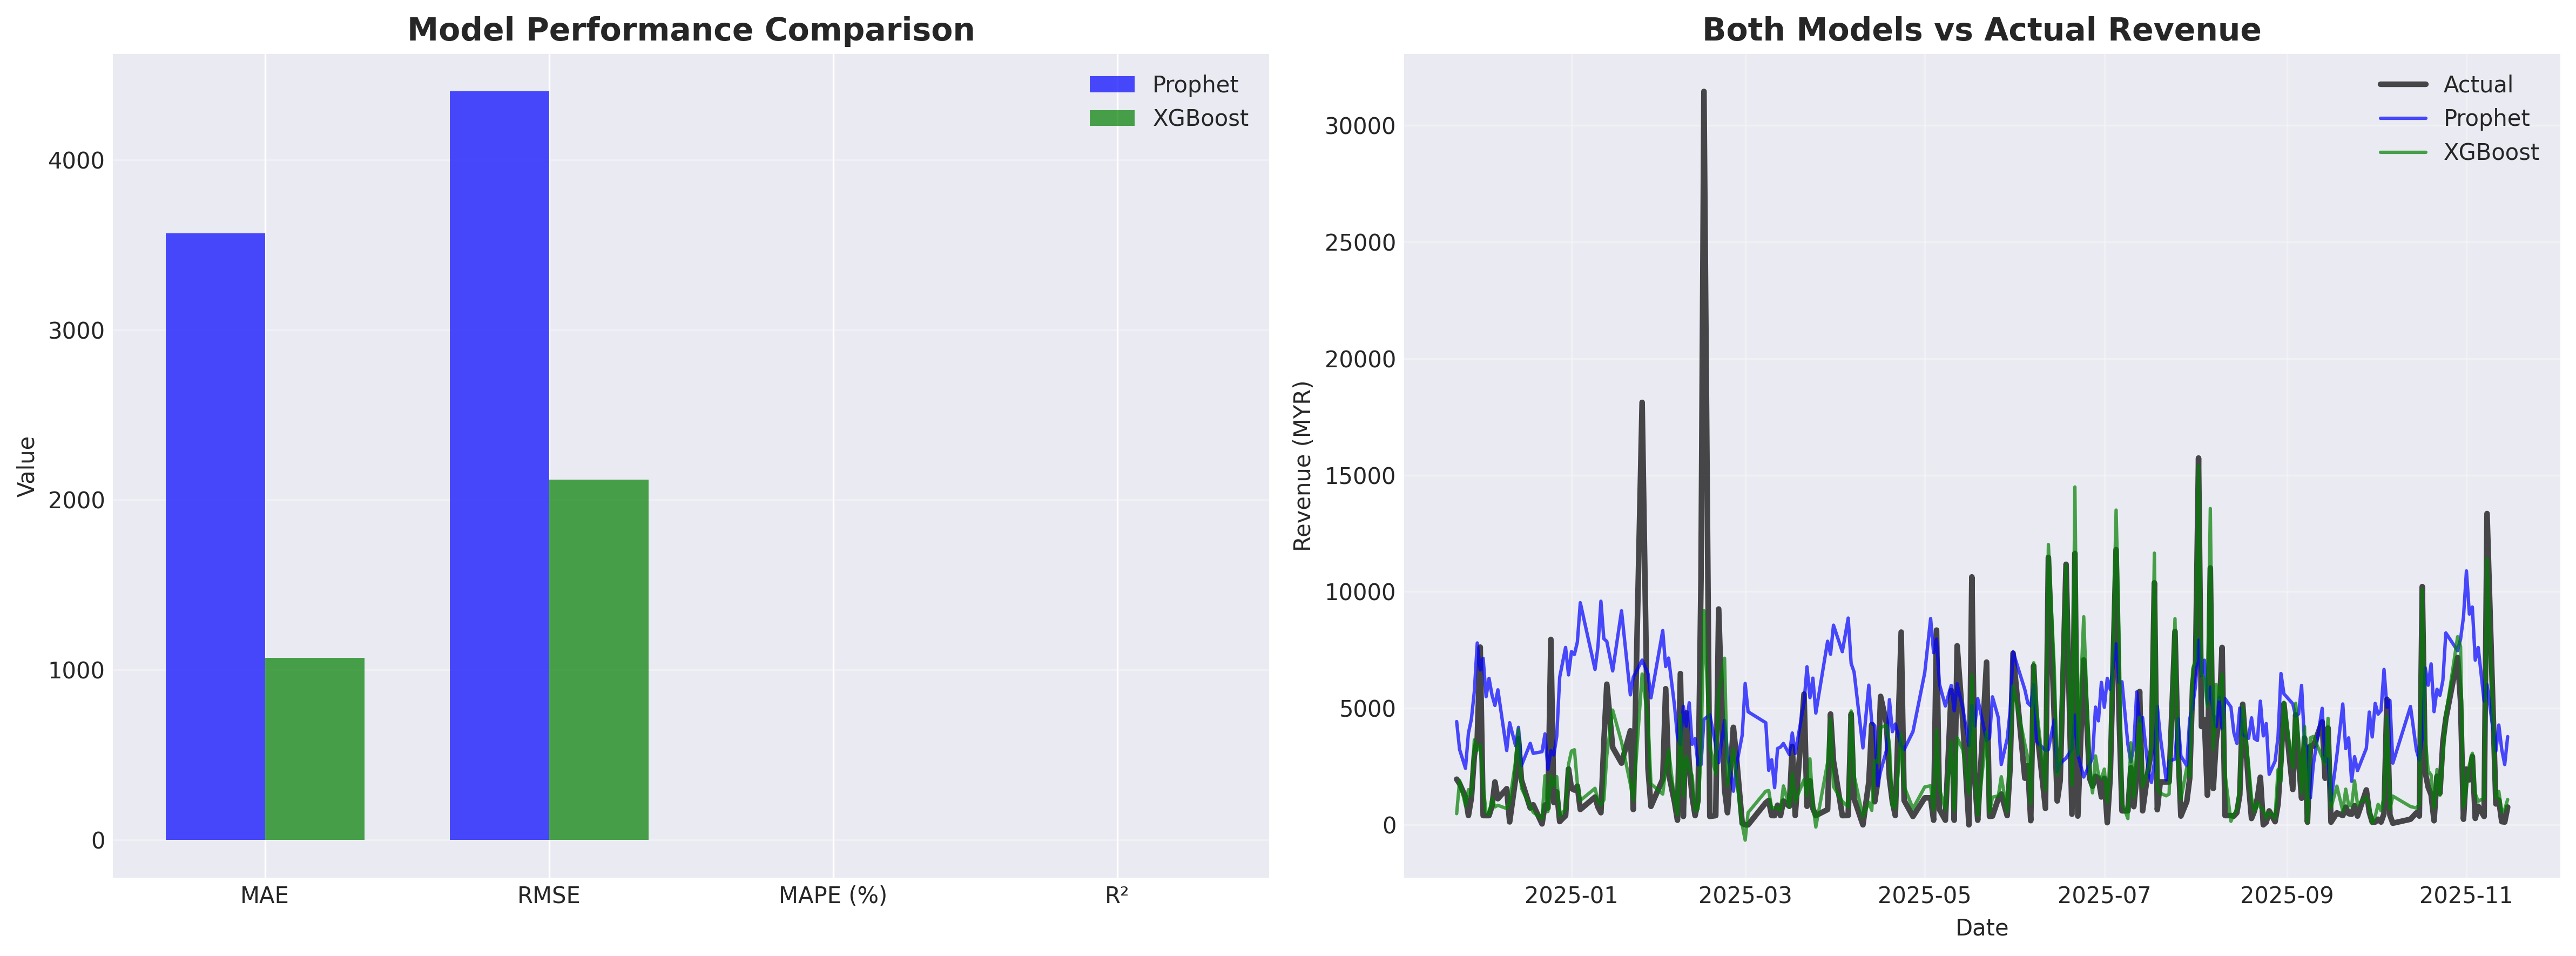 Model Performance Comparison
Prophet
XGBoost
Value
4000
3000
2000
1000
0
MAE
RMSE
MAPE (%)
R²
Both Models vs Actual Revenue
Actual
Prophet
XGBoost
Revenue (MYR)
30000
25000
20000
15000
10000
5000
0
2025-01
2025-03
2025-05
2025-07
2025-09
2025-11
Date